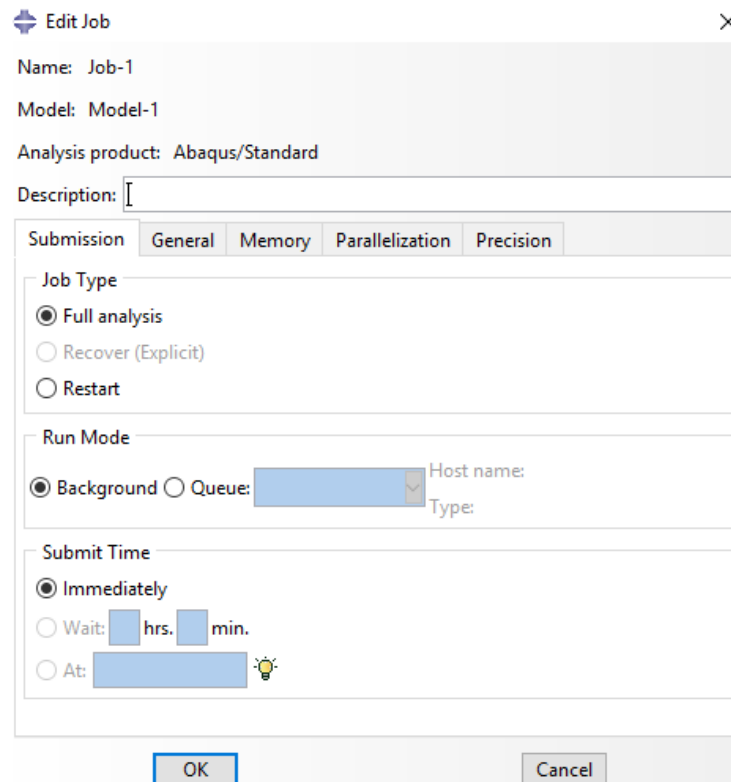 Edit Job
Name: Job-1
Model: Model-1
Analysis product: Abaqus/Standard
Description:
Submission General Memory Parallelization Precision
Job Type
Full analysis
Recover (Explicit)
Restart
Run Mode
Background Queue: Host name:
Type:
Submit Time
Immediately
Wait: hrs. min.
At:
OK Cancel